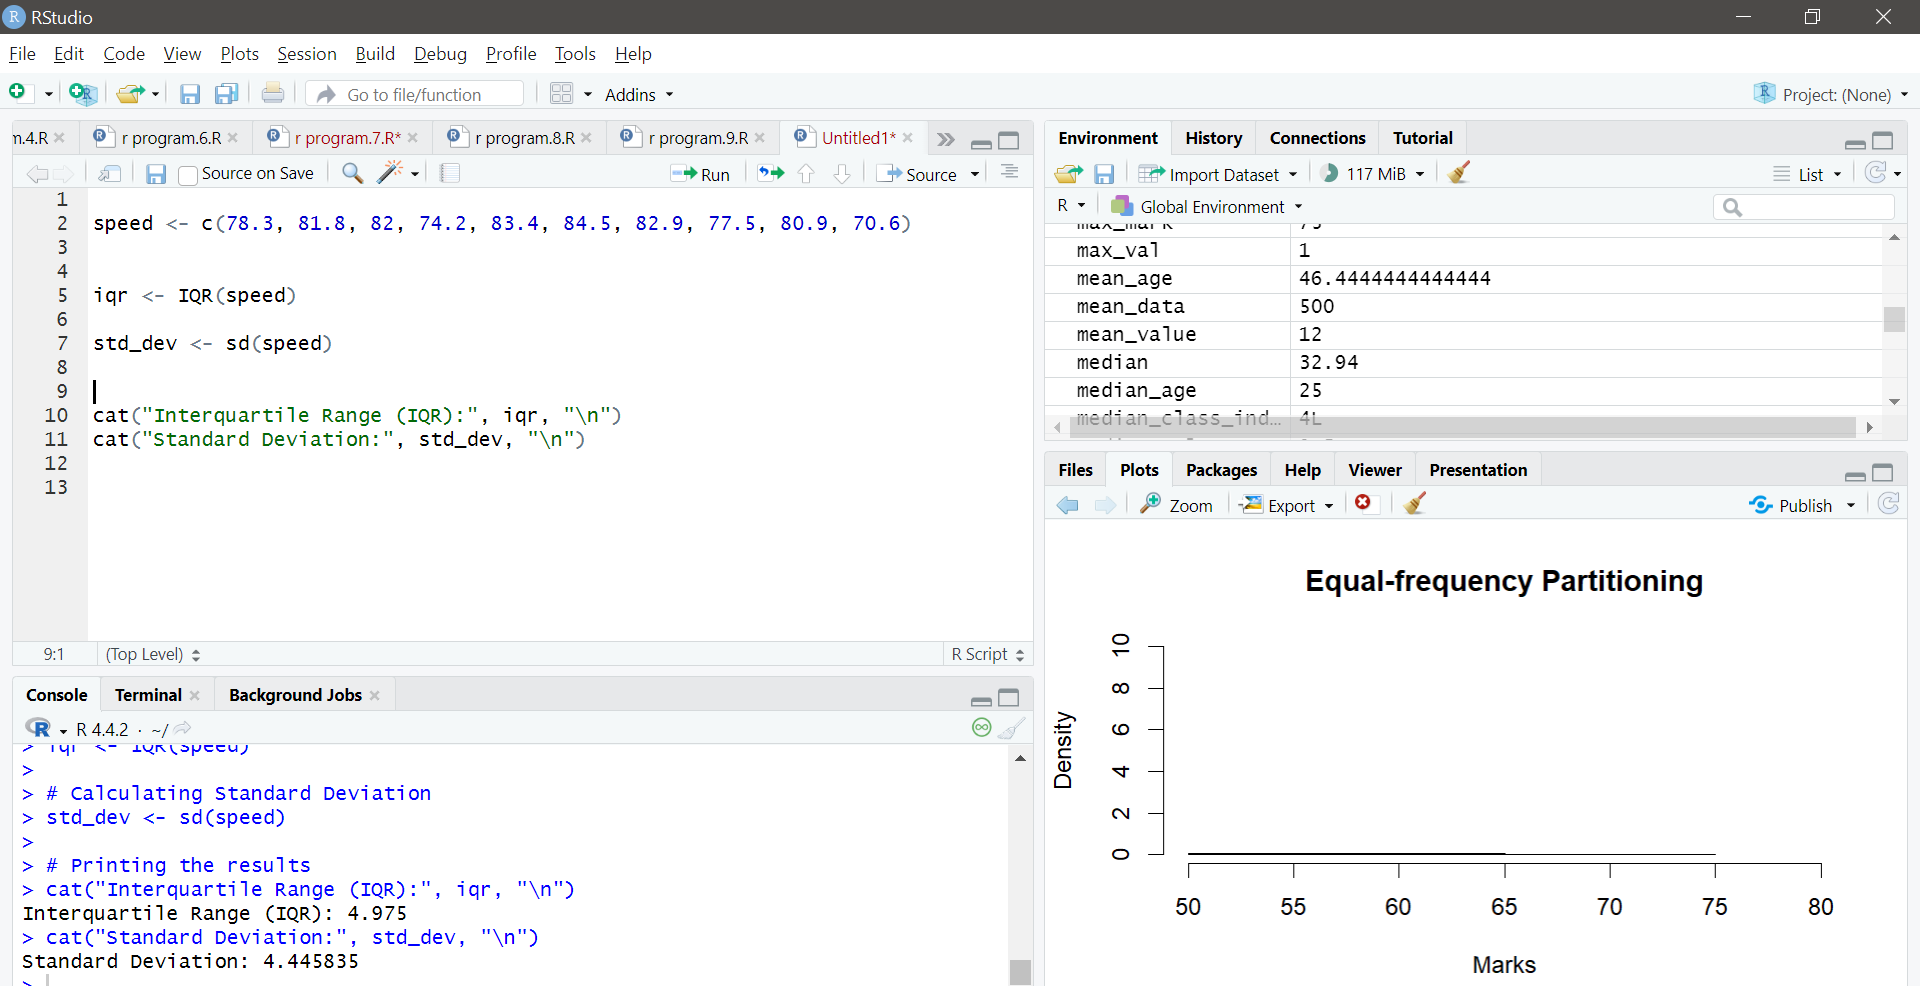 RStudio
File Edit Code View Plots Session Build Debug Profile Tools Help
Go to file/function Addins Project: (None)
m.4.R r program.6.R r program.7.R* r program.8.R r program.9.R Untitled1*
Source on Save Run Source
1
2 speed <- c(78.3, 81.8, 82, 74.2, 83.4, 84.5, 82.9, 77.5, 80.9, 70.6)
3
4
5 iqr <- IQR(speed)
6
7 std_dev <- sd(speed)
8
9
10 cat("Interquartile Range (IQR):", iqr, "\n")
11 cat("Standard Deviation:", std_dev, "\n")
12
13
9:1 (Top Level) R Script
Console Terminal Background Jobs
R 4.4.2 · ~/
> iqr <- IQR(speed)
>
> # Calculating Standard Deviation
> std_dev <- sd(speed)
>
> # Printing the results
> cat("Interquartile Range (IQR):", iqr, "\n")
Interquartile Range (IQR): 4.975
> cat("Standard Deviation:", std_dev, "\n")
Standard Deviation: 4.445835
>
Environment History Connections Tutorial
Import Dataset 117 MiB List
R Global Environment
max_mark 75
max_val 1
mean_age 46.4444444444444
mean_data 500
mean_value 12
median 32.94
median_age 25
median_class_ind… 4L
Files Plots Packages Help Viewer Presentation
Zoom Export Publish
Equal-frequency Partitioning
Density
10
8
6
4
2
0
50 55 60 65 70 75 80
Marks